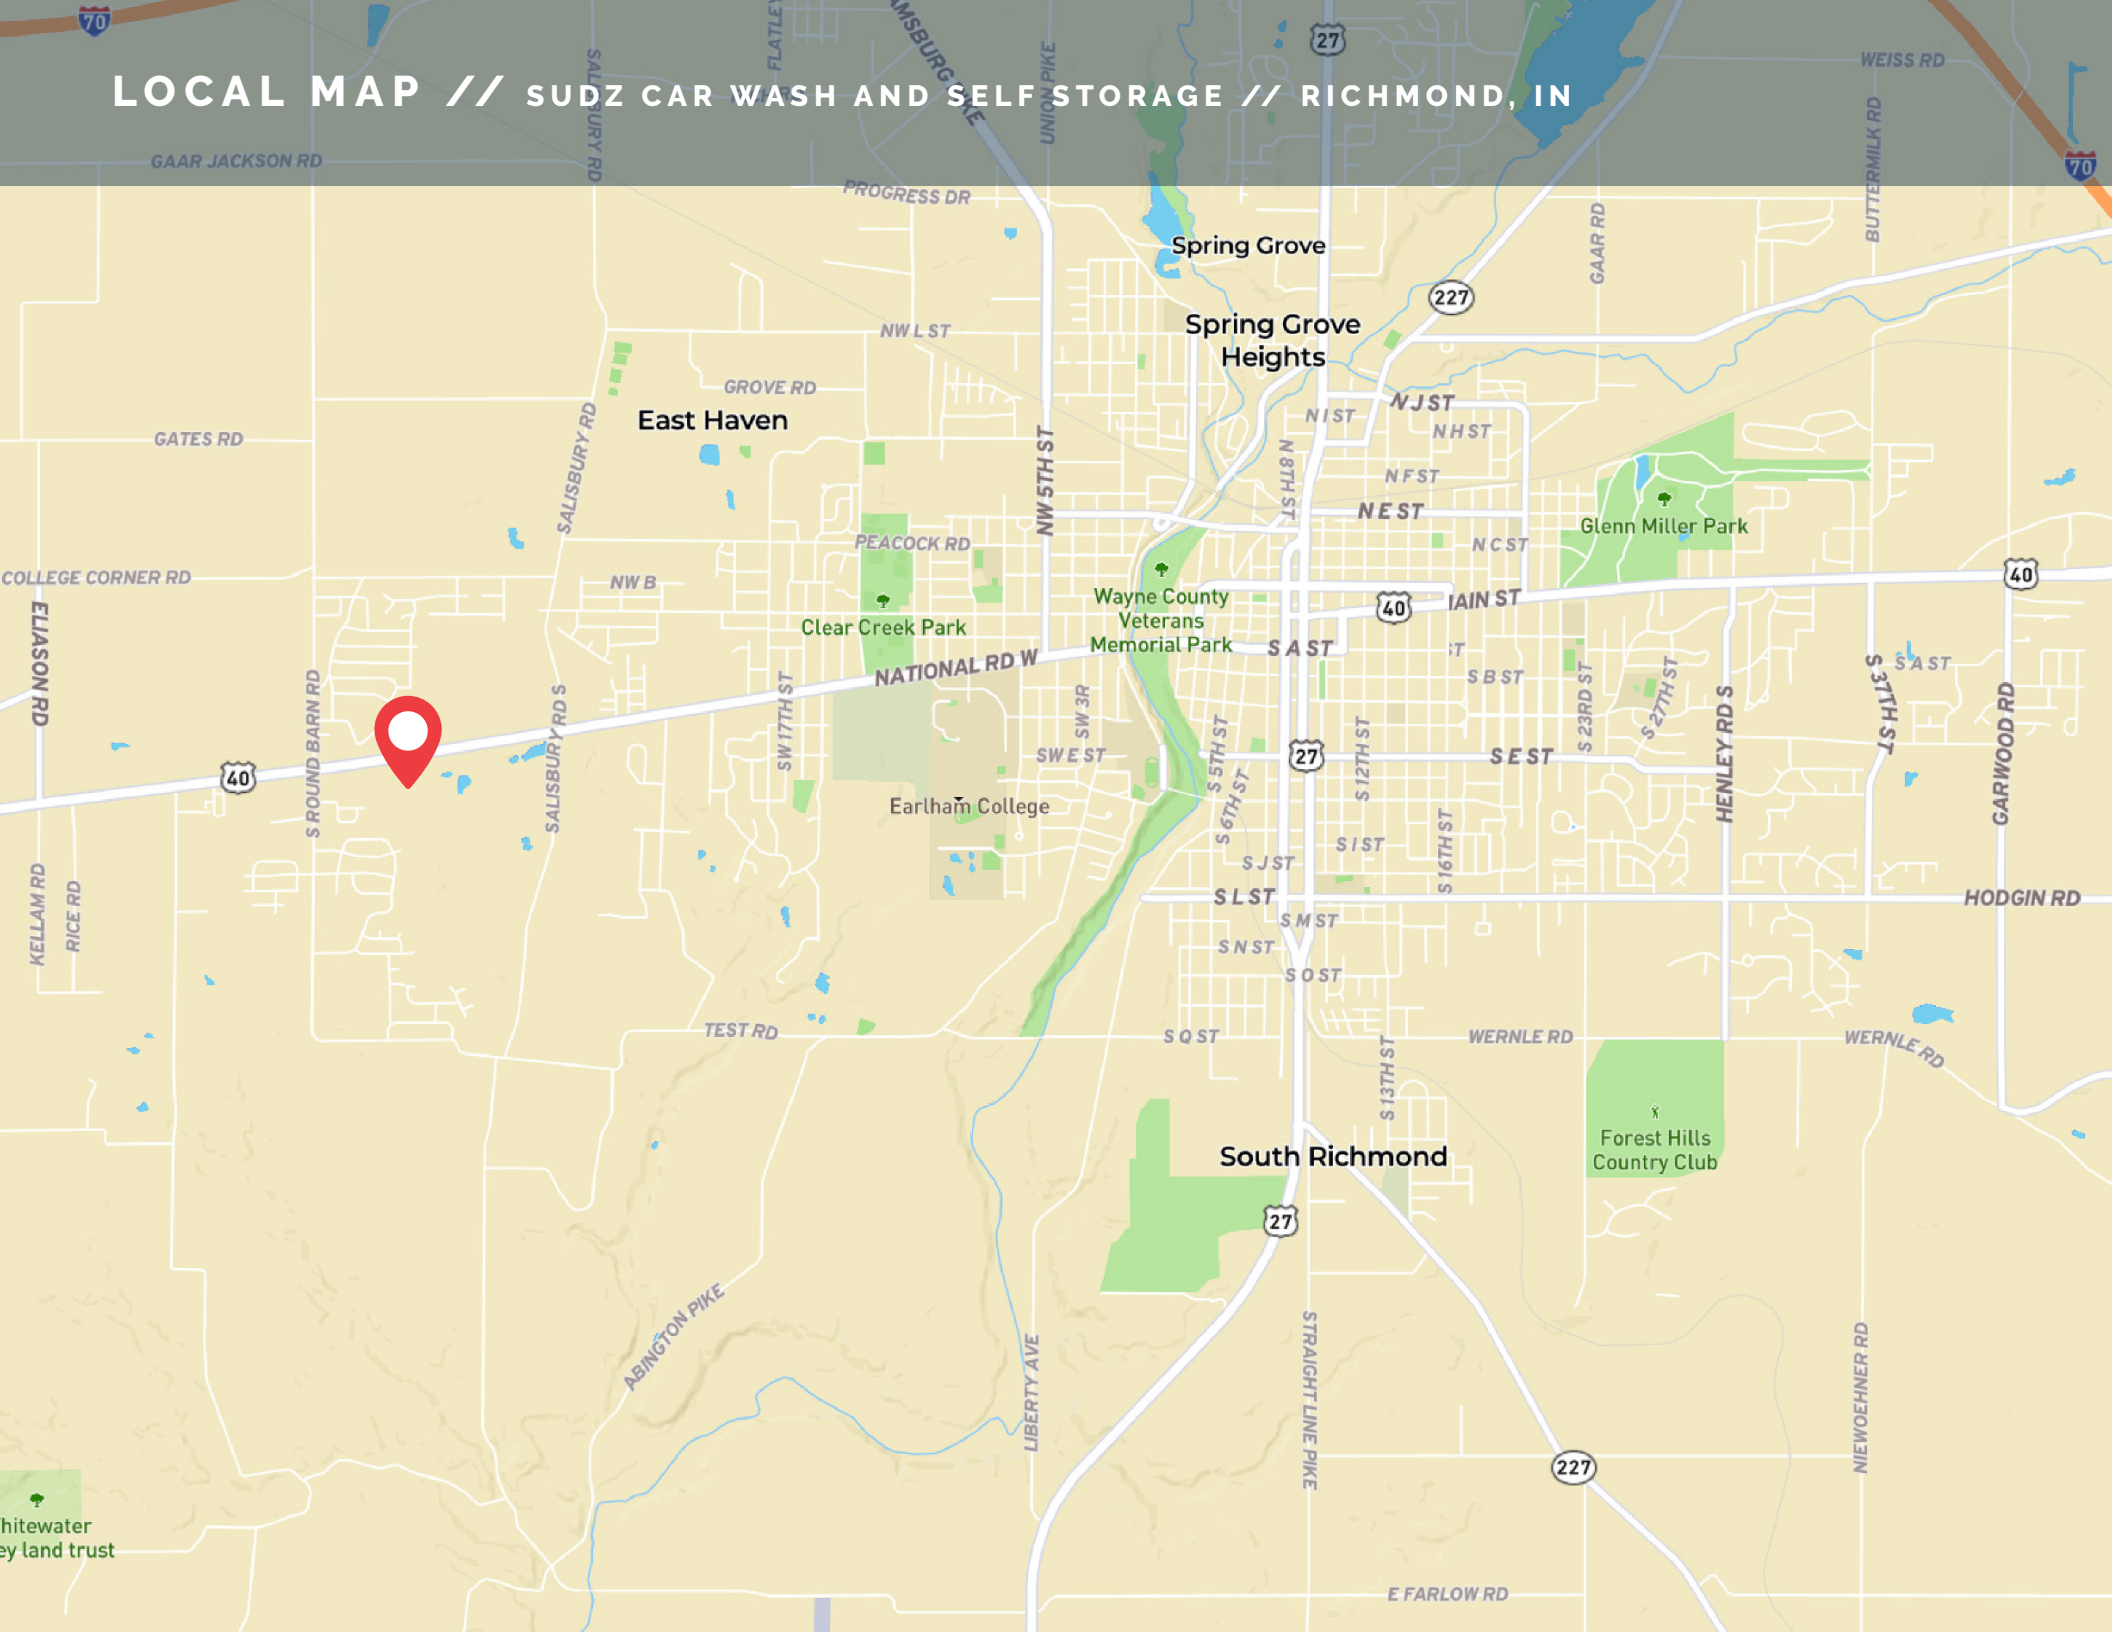 70
27
WEISS RD
LOCAL MAP // SUDZ CAR WASH AND SELF STORAGE // RICHMOND, IN
FLATLEY
SALISBURY RD
UNION PIKE
BUTTERMILK RD
70
GAAR JACKSON RD
PROGRESS DR
GAAR RD
Spring Grove
227
Spring Grove
Heights
NW L ST
GROVE RD
East Haven
N J ST
N I ST
N H ST
GATES RD
SALISBURY RD
NW 5TH ST
N 8TH ST
N F ST
N E ST
Glenn Miller Park
PEACOCK RD
N C ST
COLLEGE CORNER RD
NW B
40
Wayne County
Veterans
Memorial Park
40
IAIN ST
Clear Creek Park
ELIASON RD
NATIONAL RD W
S A ST
ST
S B ST
S A ST
S ROUND BARN RD
SALISBURY RD S
SW 17TH ST
SW 3R
S 5TH ST
S 12TH ST
S 23RD ST
S 27TH ST
HENLEY RD S
S 37TH ST
GARWOOD RD
SW E ST
27
S E ST
40
Earlham College
S 6TH ST
S I ST
S 16TH ST
S J ST
KELLAM RD
RICE RD
S L ST
HODGIN RD
S M ST
S N ST
S O ST
TEST RD
S Q ST
WERNLE RD
WERNLE RD
S 13TH ST
South Richmond
Forest Hills
Country Club
27
ABINGTON PIKE
LIBERTY AVE
STRAIGHT LINE PIKE
NIEWOEHNER RD
227
hitewater
ey land trust
E FARLOW RD